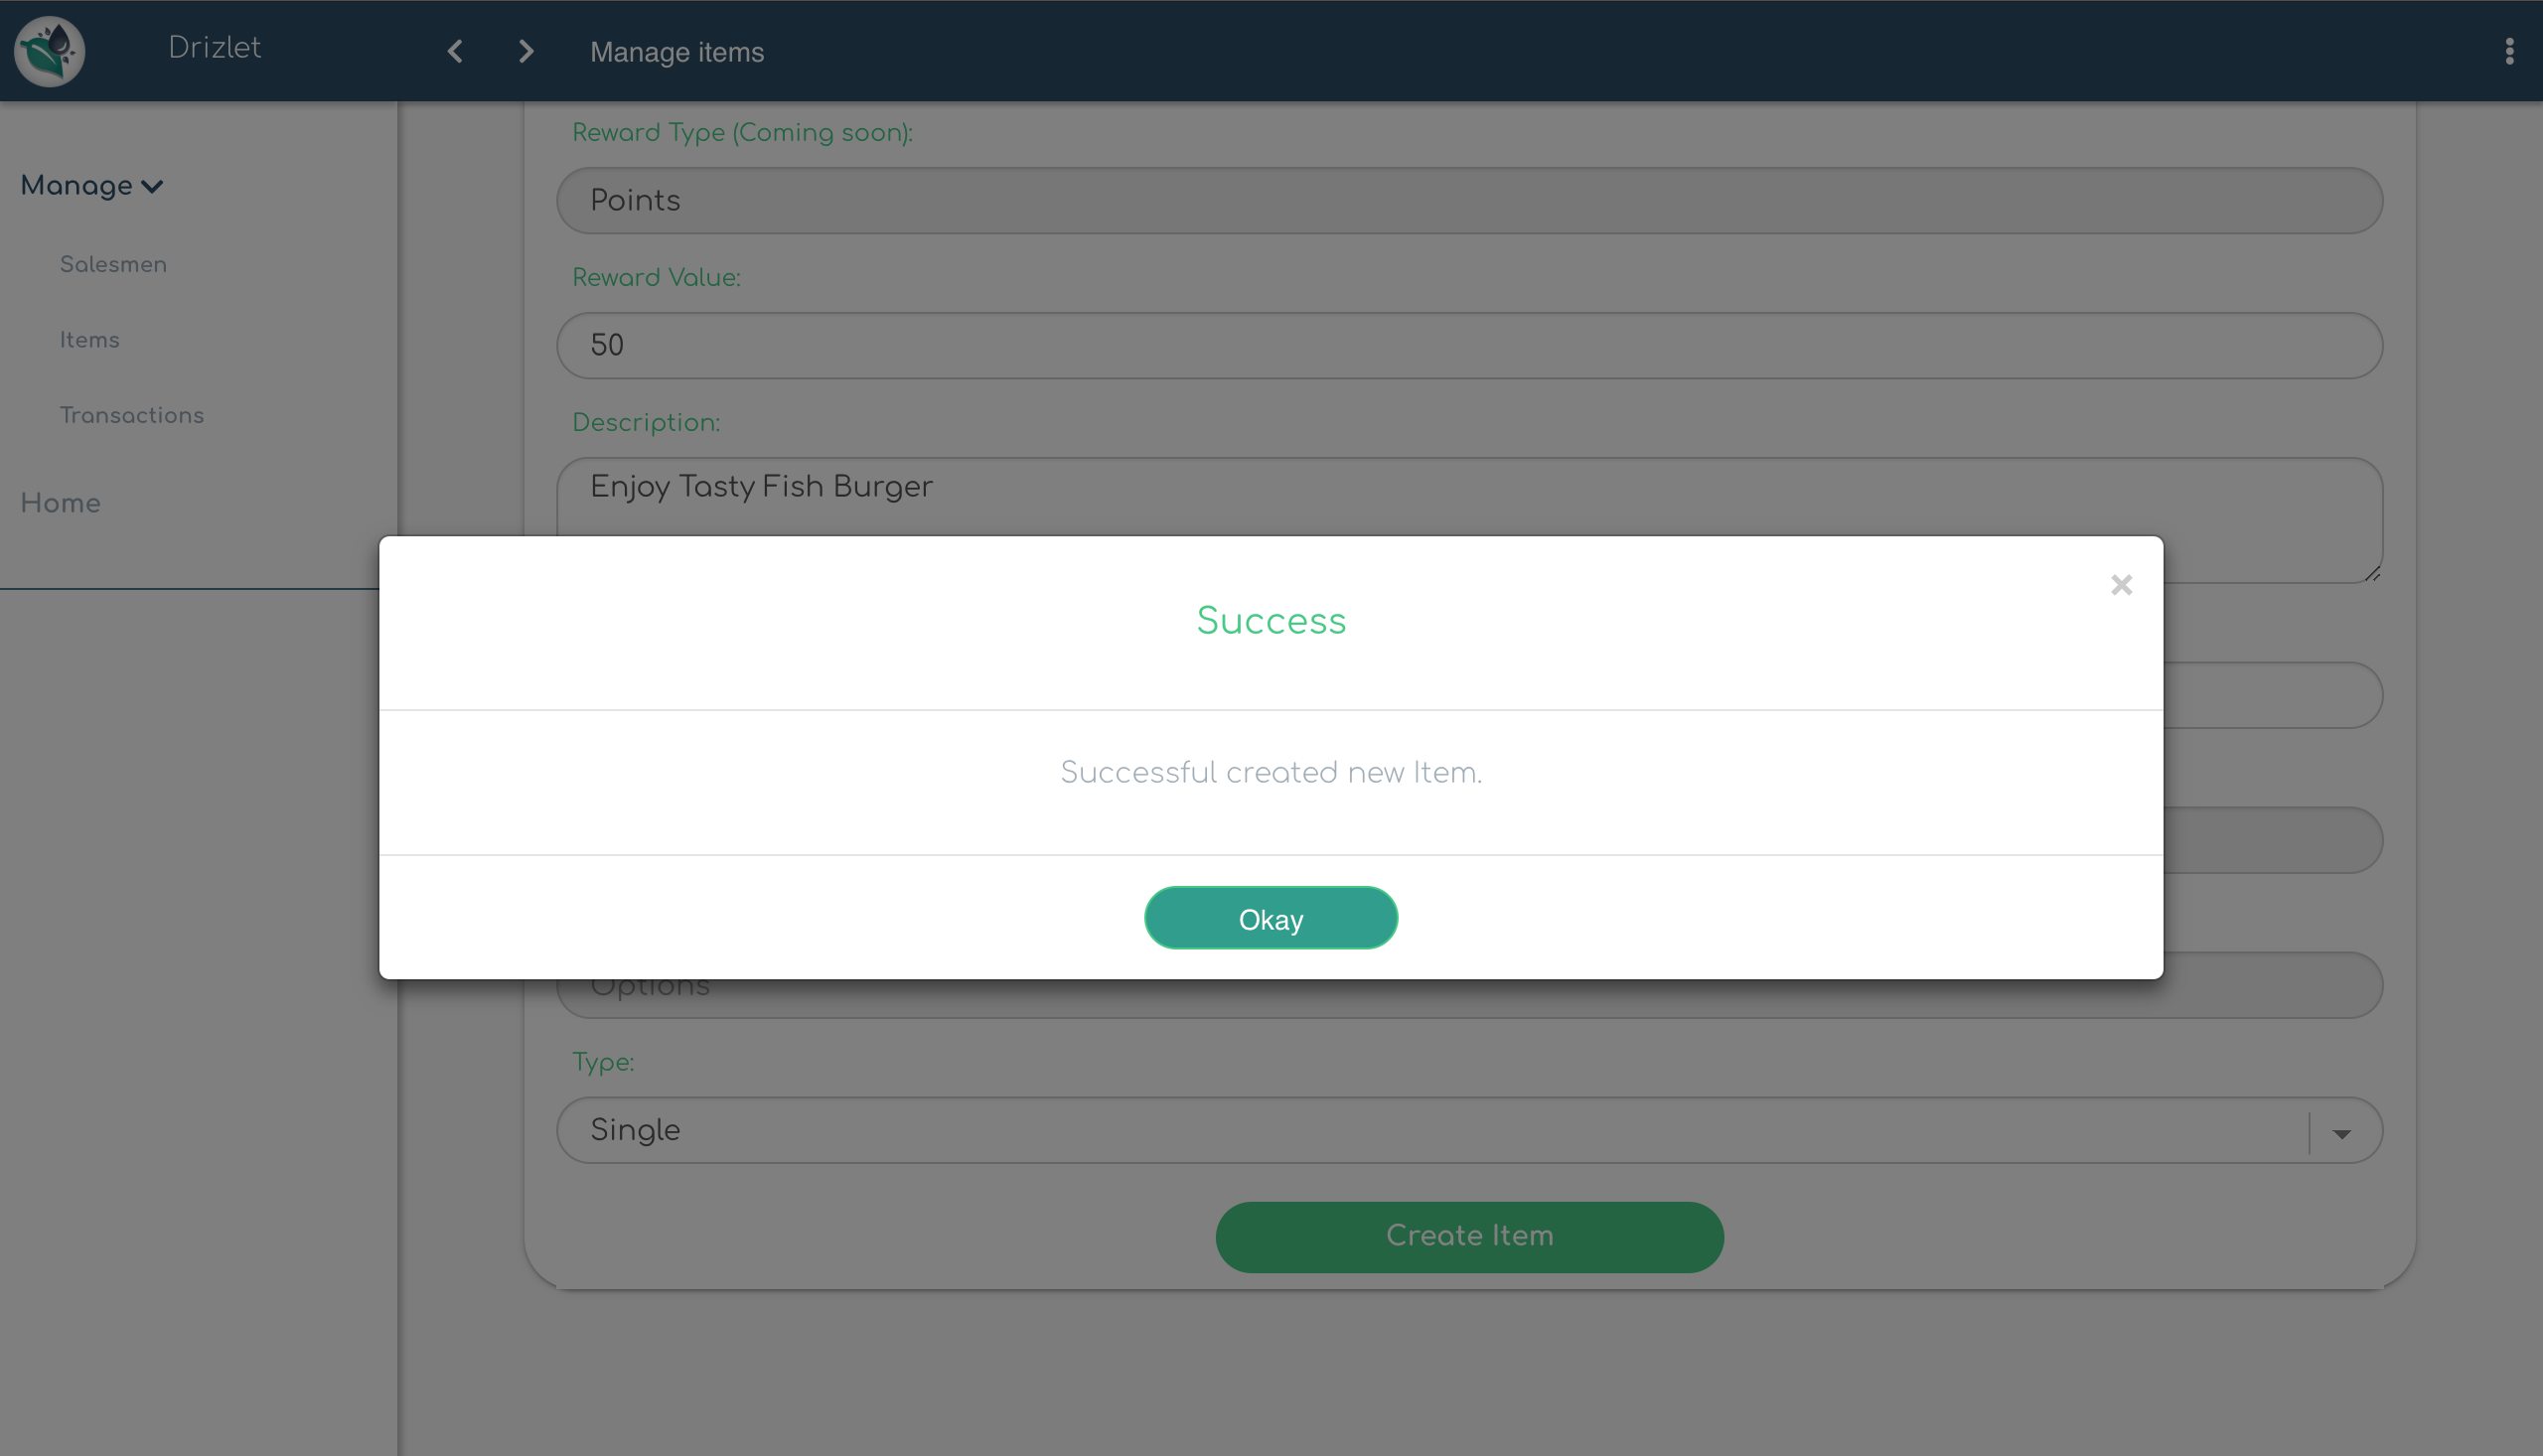 Drizlet
Manage items
Manage
Salesmen
Items
Transactions
Home
Reward Type (Coming soon):
Points
Reward Value:
50
Description:
Enjoy Tasty Fish Burger
Success
Successful created new Item.
Okay
Options
Type:
Single
Create Item